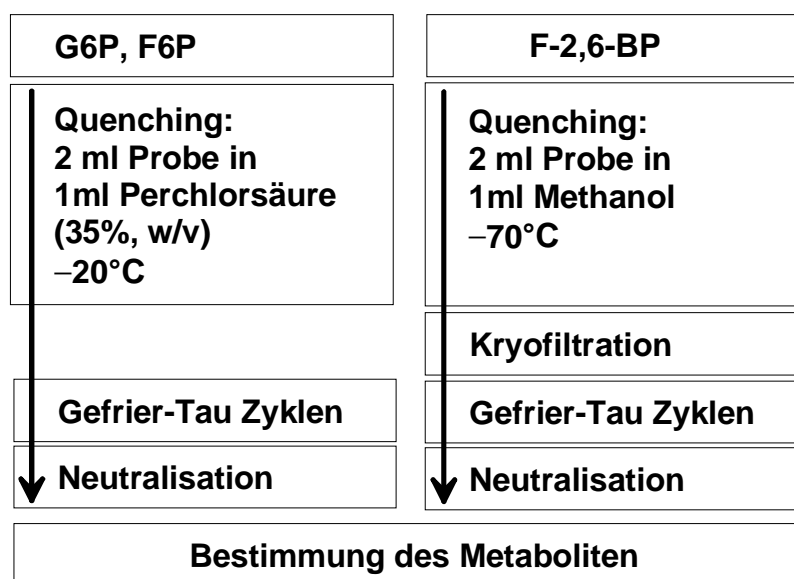 G6P, F6P
Quenching:
2 ml Probe in
1ml Perchlorsäure
(35%, w/v)
–20°C
Gefrier-Tau Zyklen
Neutralisation
F-2,6-BP
Quenching:
2 ml Probe in
1ml Methanol
–70°C
Kryofiltration
Gefrier-Tau Zyklen
Neutralisation
Bestimmung des Metaboliten